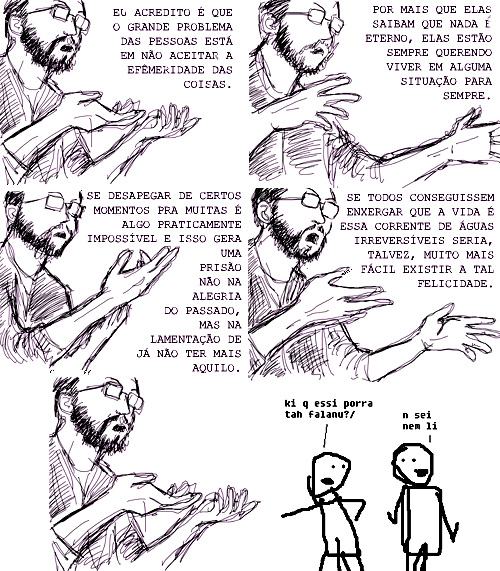 EU ACREDITO É QUE
O GRANDE PROBLEMA
DAS PESSOAS ESTÁ
EM NÃO ACEITAR A
EFÊMERIDADE DAS
COISAS.
POR MAIS QUE ELAS
SAIBAM QUE NADA É
ETERNO, ELAS ESTÃO
SEMPRE QUERENDO
VIVER EM ALGUMA
SITUAÇÃO PARA
SEMPRE.
SE DESAPEGAR DE CERTOS
MOMENTOS PRA MUITAS É
ALGO PRATICAMENTE
IMPOSSÍVEL E ISSO GERA
UMA
PRISÃO
NÃO NA
ALEGRIA
DO PASSADO,
MAS NA
LAMENTAÇÃO DE
JÁ NÃO TER MAIS
AQUILO.
SE TODOS CONSEGUISSEM
ENXERGAR QUE A VIDA É
ESSA CORRENTE DE ÁGUAS
IRREVERSÍVEIS SERIA,
TALVEZ, MUITO MAIS
FÁCIL EXISTIR A TAL
FELICIDADE.
ki q essi porra
tah falanu?/
n sei
nem li